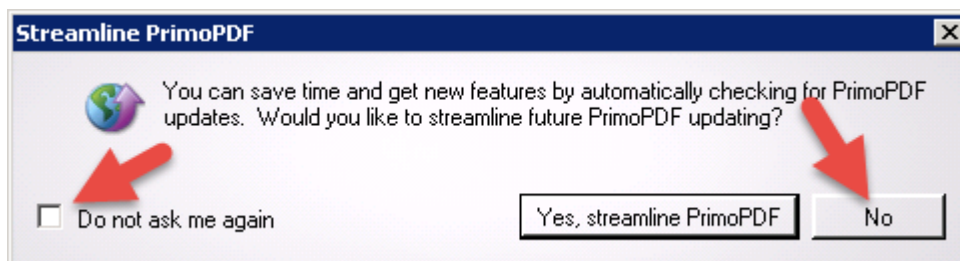 Streamline PrimoPDF
You can save time and get new features by automatically checking for PrimoPDF
updates.  Would you like to streamline future PrimoPDF updating?
Do not ask me again
Yes, streamline PrimoPDF
No